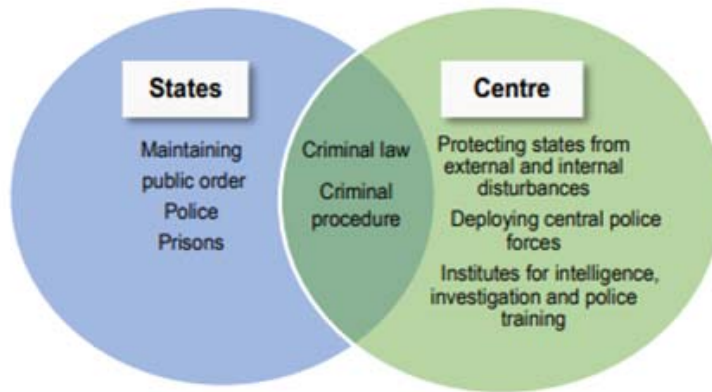 States
Maintaining
public order
Police
Prisons
Criminal law
Criminal
procedure
Centre
Protecting states from
external and internal
disturbances
Deploying central police
forces
Institutes for intelligence,
investigation and police
training